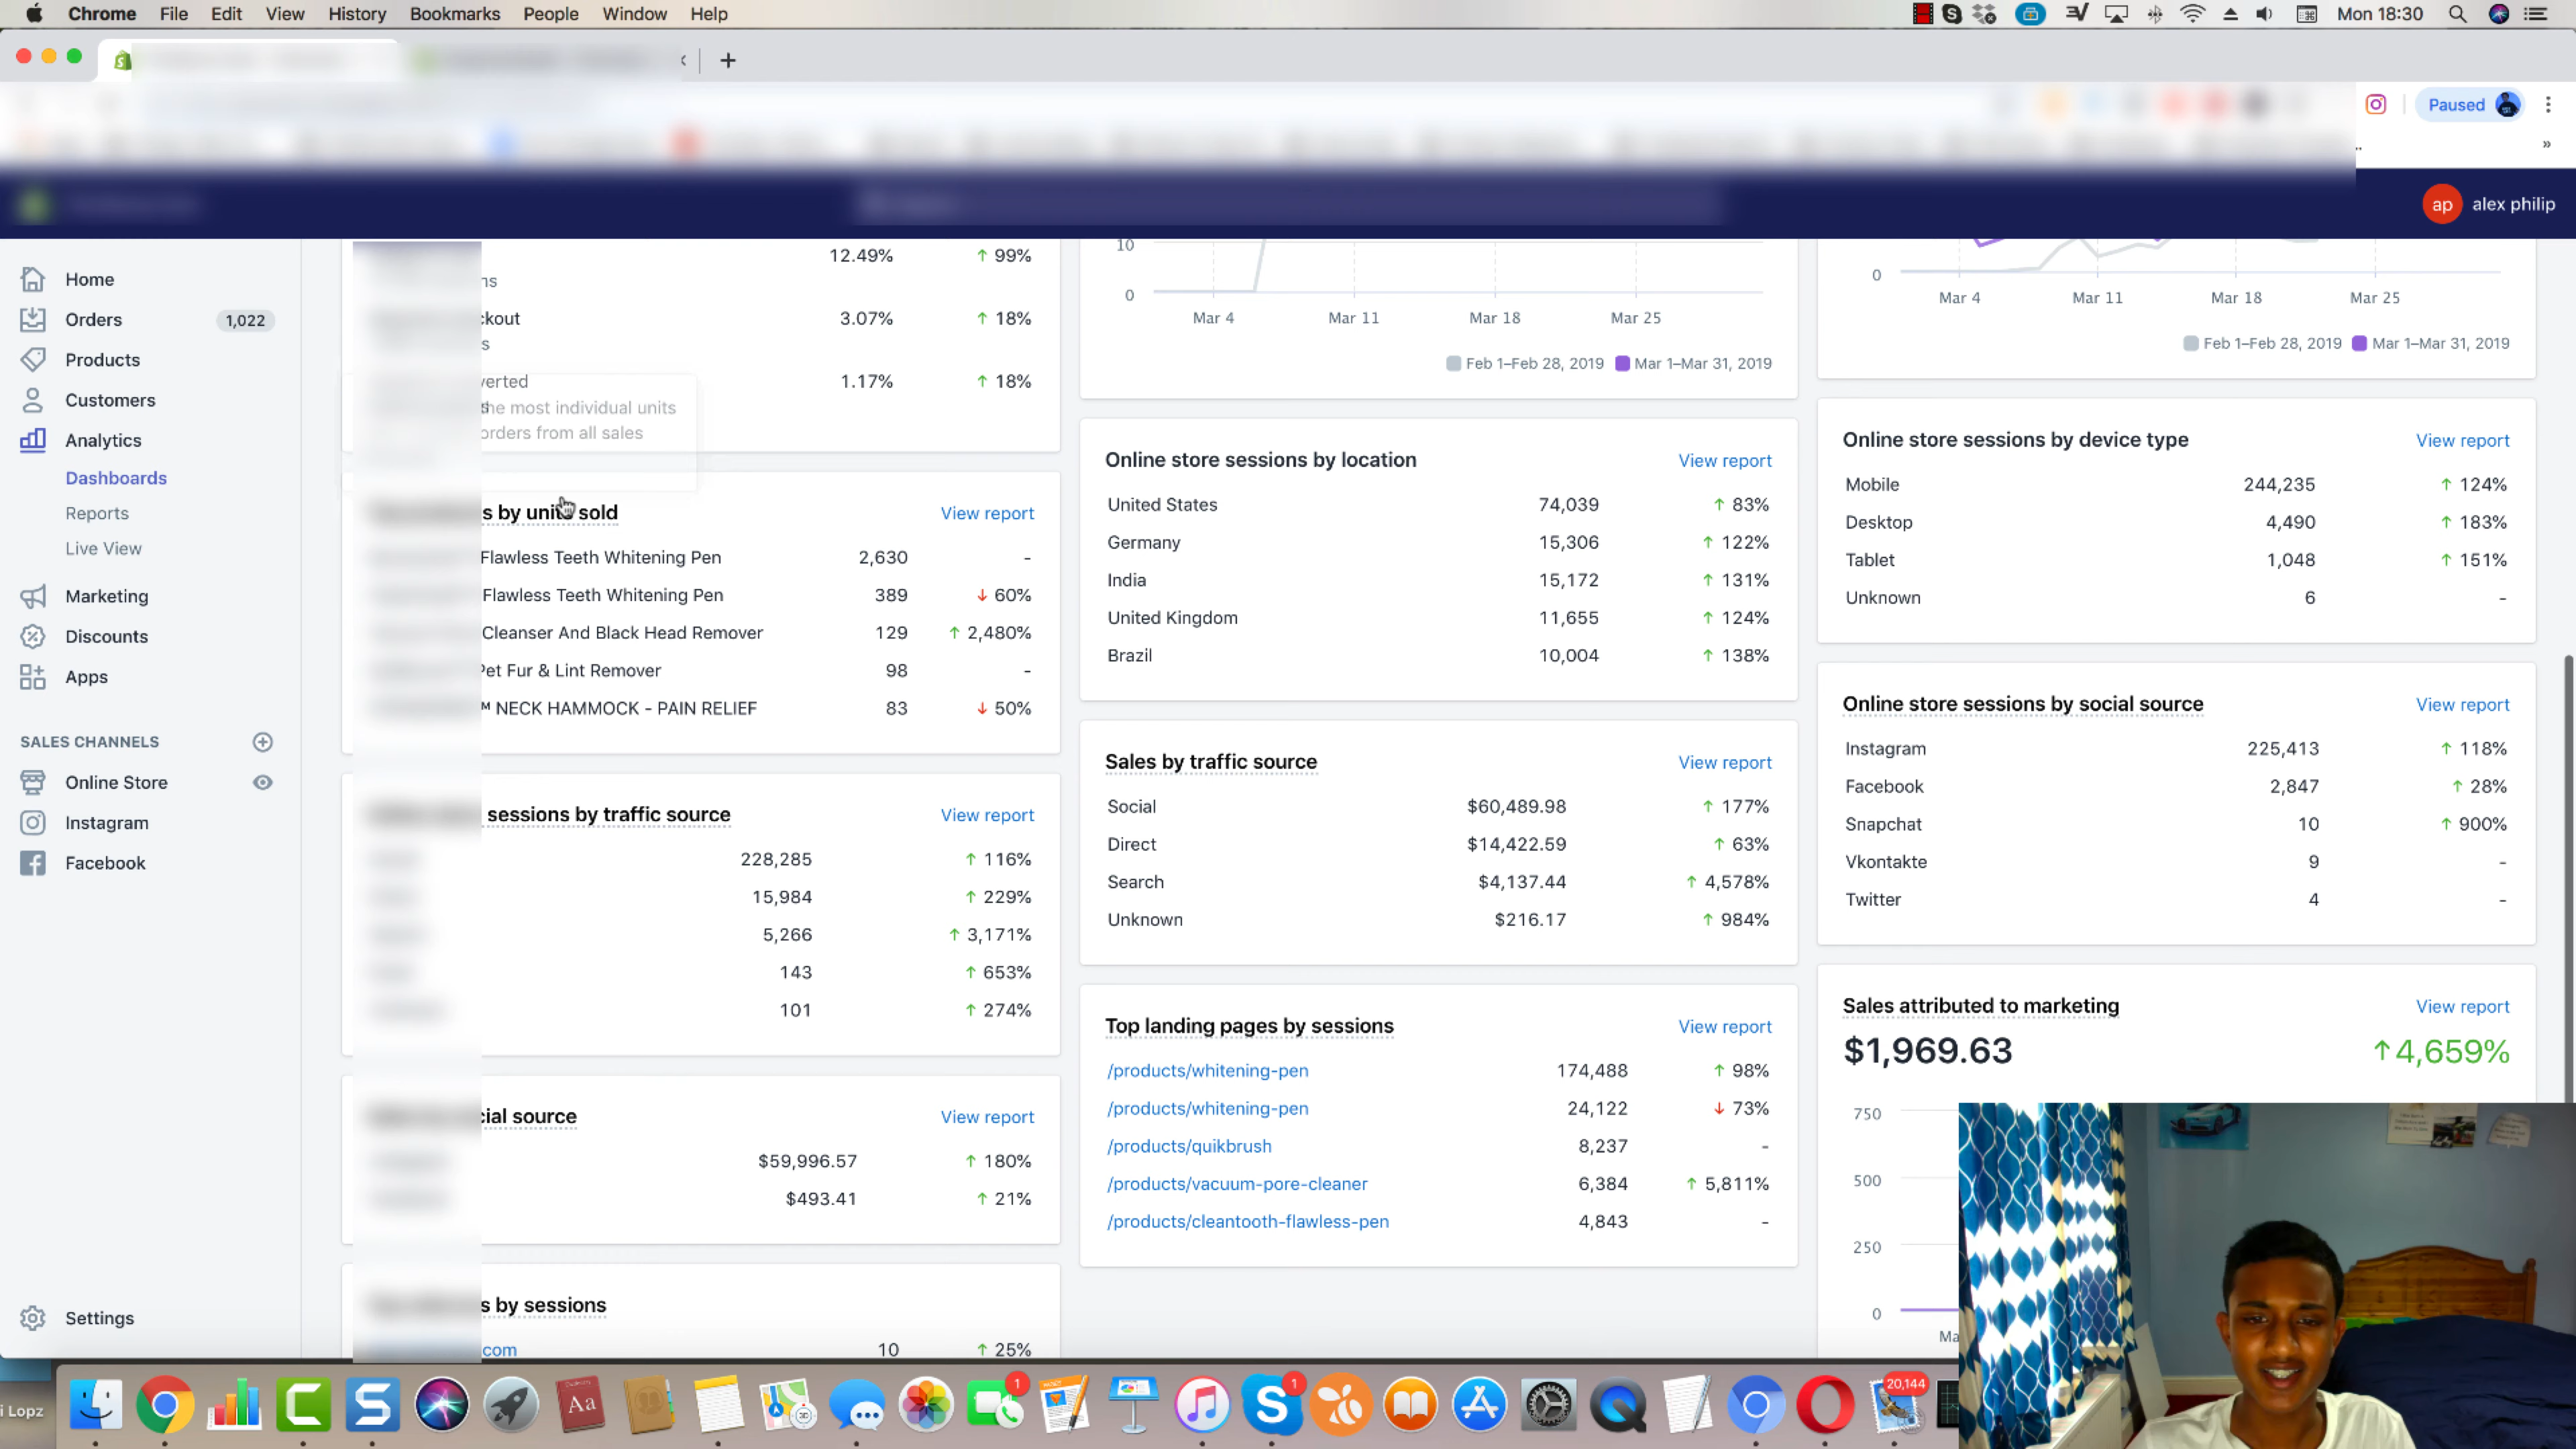 Chrome File Edit View History Bookmarks People Window Help Mon 18:30
Paused
»
ap alex philip
Home
Orders 1,022
Products
Customers
Analytics
Dashboards
Reports
Live View
Marketing
Discounts
Apps
SALES CHANNELS
Online Store
Instagram
Facebook
Settings
12.49% ↑ 99%
ns
ckout 3.07% ↑ 18%
s
verted 1.17% ↑ 18%
the most individual units
orders from all sales
s by units sold View report
Flawless Teeth Whitening Pen 2,630 -
Flawless Teeth Whitening Pen 389 ↓ 60%
Cleanser And Black Head Remover 129 ↑ 2,480%
Pet Fur & Lint Remover 98 -
™ NECK HAMMOCK - PAIN RELIEF 83 ↓ 50%
sessions by traffic source View report
228,285 ↑ 116%
15,984 ↑ 229%
5,266 ↑ 3,171%
143 ↑ 653%
101 ↑ 274%
cial source View report
$59,996.57 ↑ 180%
$493.41 ↑ 21%
s by sessions
com 10 ↑ 25%
10
0
Mar 4 Mar 11 Mar 18 Mar 25
Feb 1–Feb 28, 2019 Mar 1–Mar 31, 2019
Online store sessions by location View report
United States 74,039 ↑ 83%
Germany 15,306 ↑ 122%
India 15,172 ↑ 131%
United Kingdom 11,655 ↑ 124%
Brazil 10,004 ↑ 138%
Sales by traffic source View report
Social $60,489.98 ↑ 177%
Direct $14,422.59 ↑ 63%
Search $4,137.44 ↑ 4,578%
Unknown $216.17 ↑ 984%
Top landing pages by sessions View report
/products/whitening-pen 174,488 ↑ 98%
/products/whitening-pen 24,122 ↓ 73%
/products/quikbrush 8,237 -
/products/vacuum-pore-cleaner 6,384 ↑ 5,811%
/products/cleantooth-flawless-pen 4,843 -
0
Mar 4 Mar 11 Mar 18 Mar 25
Feb 1–Feb 28, 2019 Mar 1–Mar 31, 2019
Online store sessions by device type View report
Mobile 244,235 ↑ 124%
Desktop 4,490 ↑ 183%
Tablet 1,048 ↑ 151%
Unknown 6 -
Online store sessions by social source View report
Instagram 225,413 ↑ 118%
Facebook 2,847 ↑ 28%
Snapchat 10 ↑ 900%
Vkontakte 9 -
Twitter 4 -
Sales attributed to marketing View report
$1,969.63 ↑4,659%
750
500
250
0
Ma
i Lopz
Aa
1
1
20,144